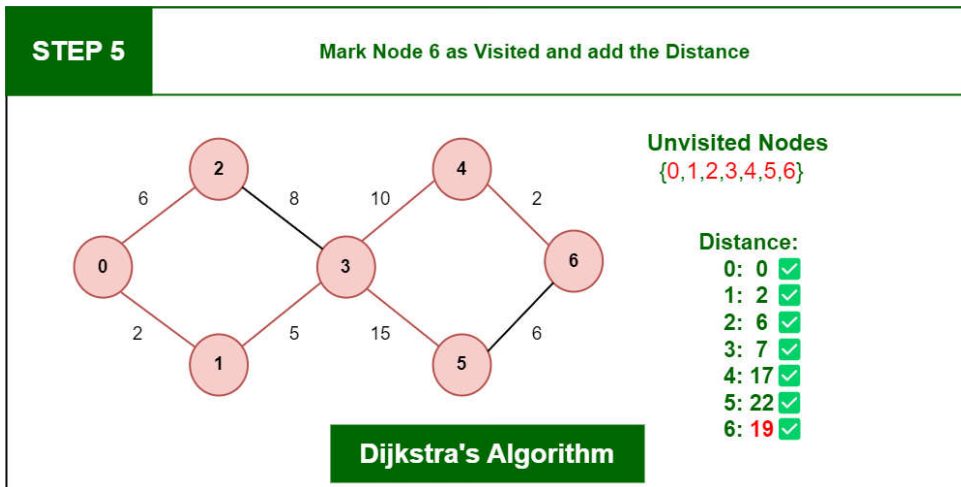 STEP 5
Mark Node 6 as Visited and add the Distance
2
4
6
8
10
2
0
3
6
2
5
15
6
1
5
Unvisited Nodes
{0,1,2,3,4,5,6}
Distance:
0: 0 ✅
1: 2 ✅
2: 6 ✅
3: 7 ✅
4: 17 ✅
5: 22 ✅
6: 19 ✅
Dijkstra's Algorithm